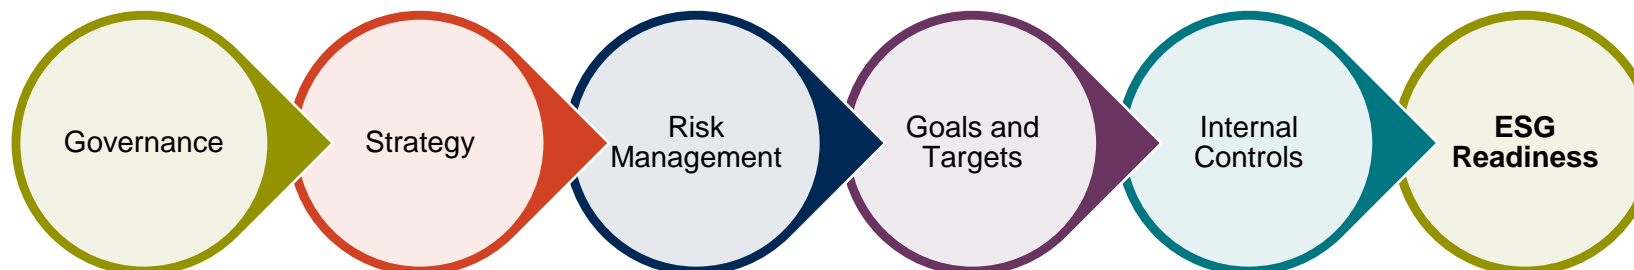 Governance
Strategy
Risk
Management
Goals and
Targets
Internal
Controls
ESG
Readiness